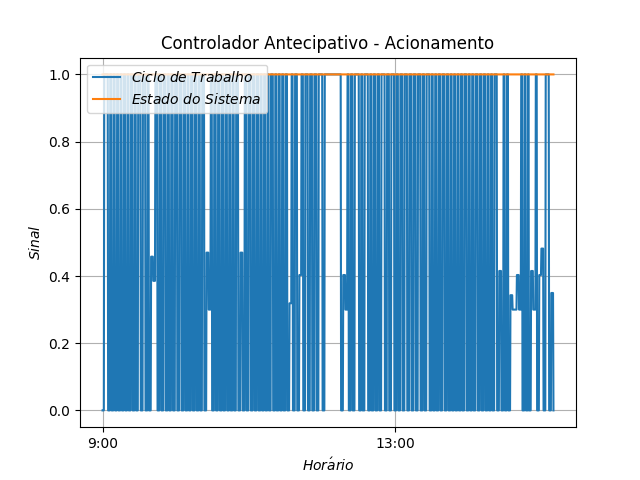 Controlador Antecipativo - Acionamento
Ciclo de Trabalho
Estado do Sistema
1.0
0.8
0.6
0.4
0.2
0.0
Sinal
9:00
13:00
Horário